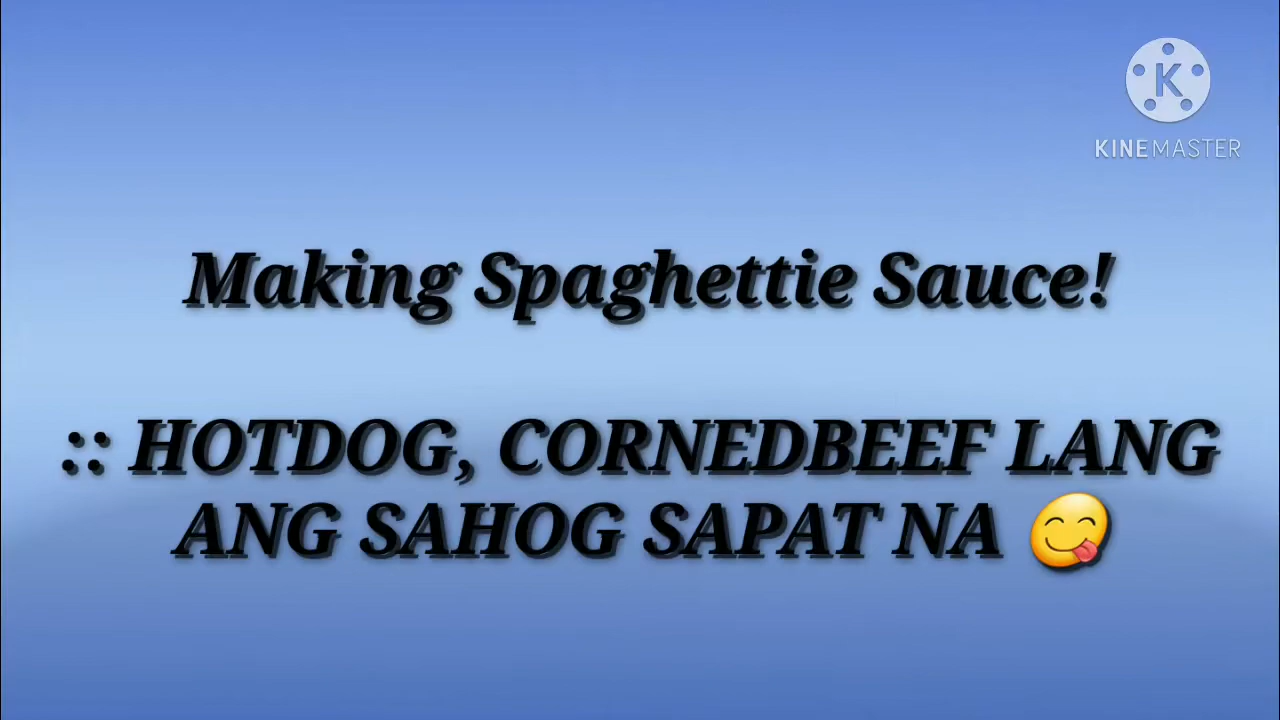 K
KINEMASTER
Making Spaghettie Sauce!
:: HOTDOG, CORNEDBEEF LANG
ANG SAHOG SAPAT NA 😋